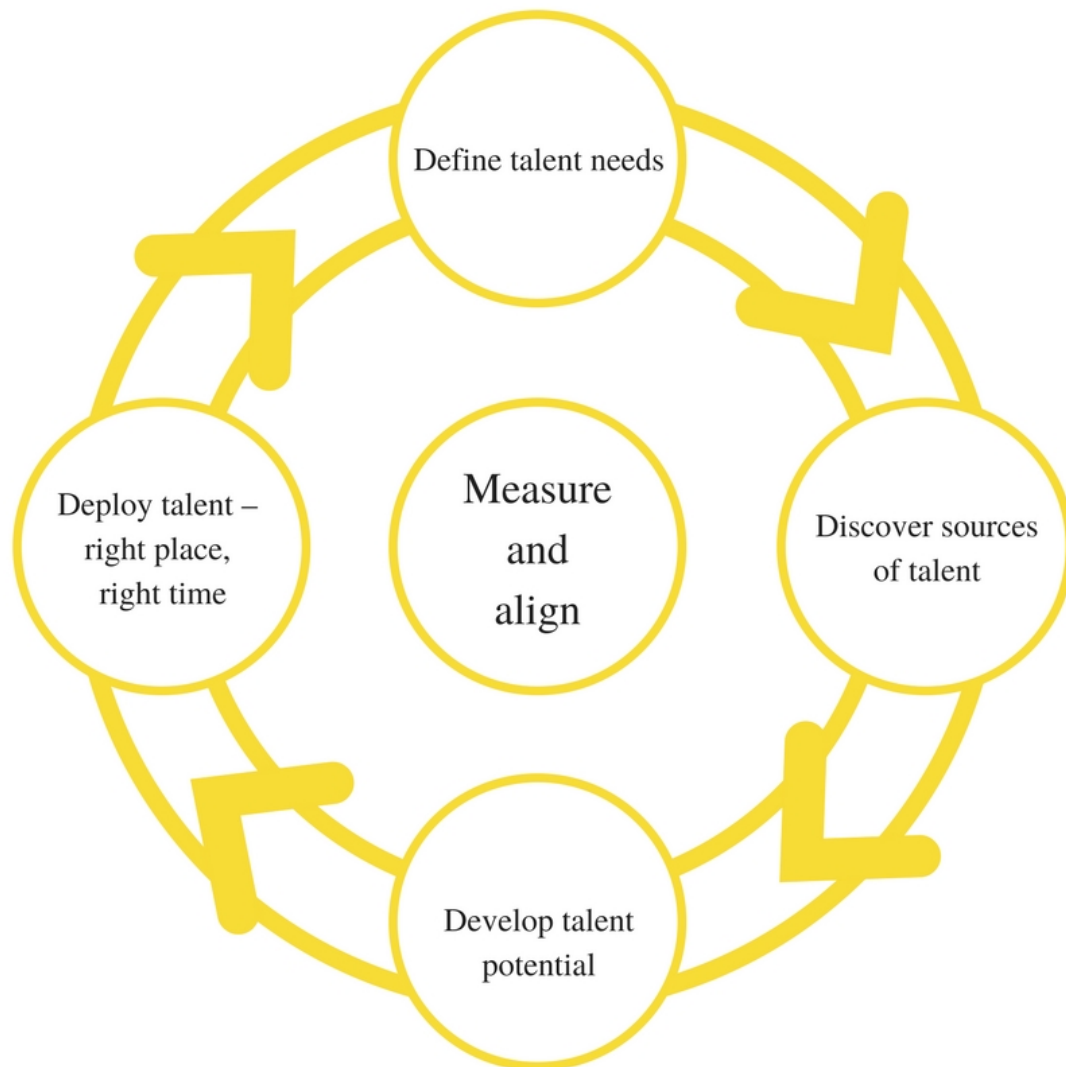 Define talent needs
Discover sources
of talent
Develop talent
potential
Deploy talent –
right place,
right time
Measure
and
align